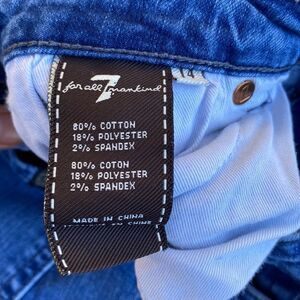 7
for all mankind
14
80% COTTON
18% POLYESTER
2% SPANDEX
80% COTON
18% POLYESTER
2% SPANDEX
MADE IN CHINA